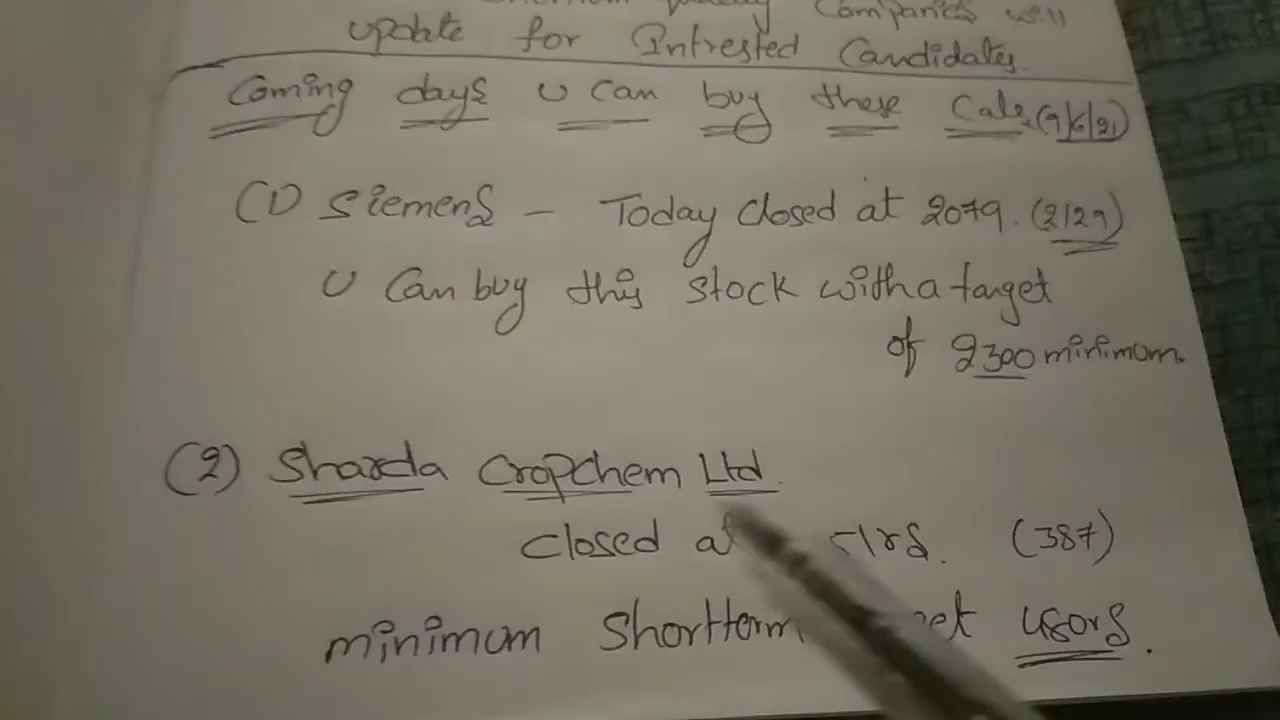 Companies will
update for Intrested Candidates.
Coming days U can buy these Calls (9/6/21)
(1) Siemens - Today closed at 2079. (2129)
U Can buy this stock with a target
of 2300 minimum.
(2) Sharda Cropchem Ltd.
closed at rs. (387)
minimum Shortterm 450rs.